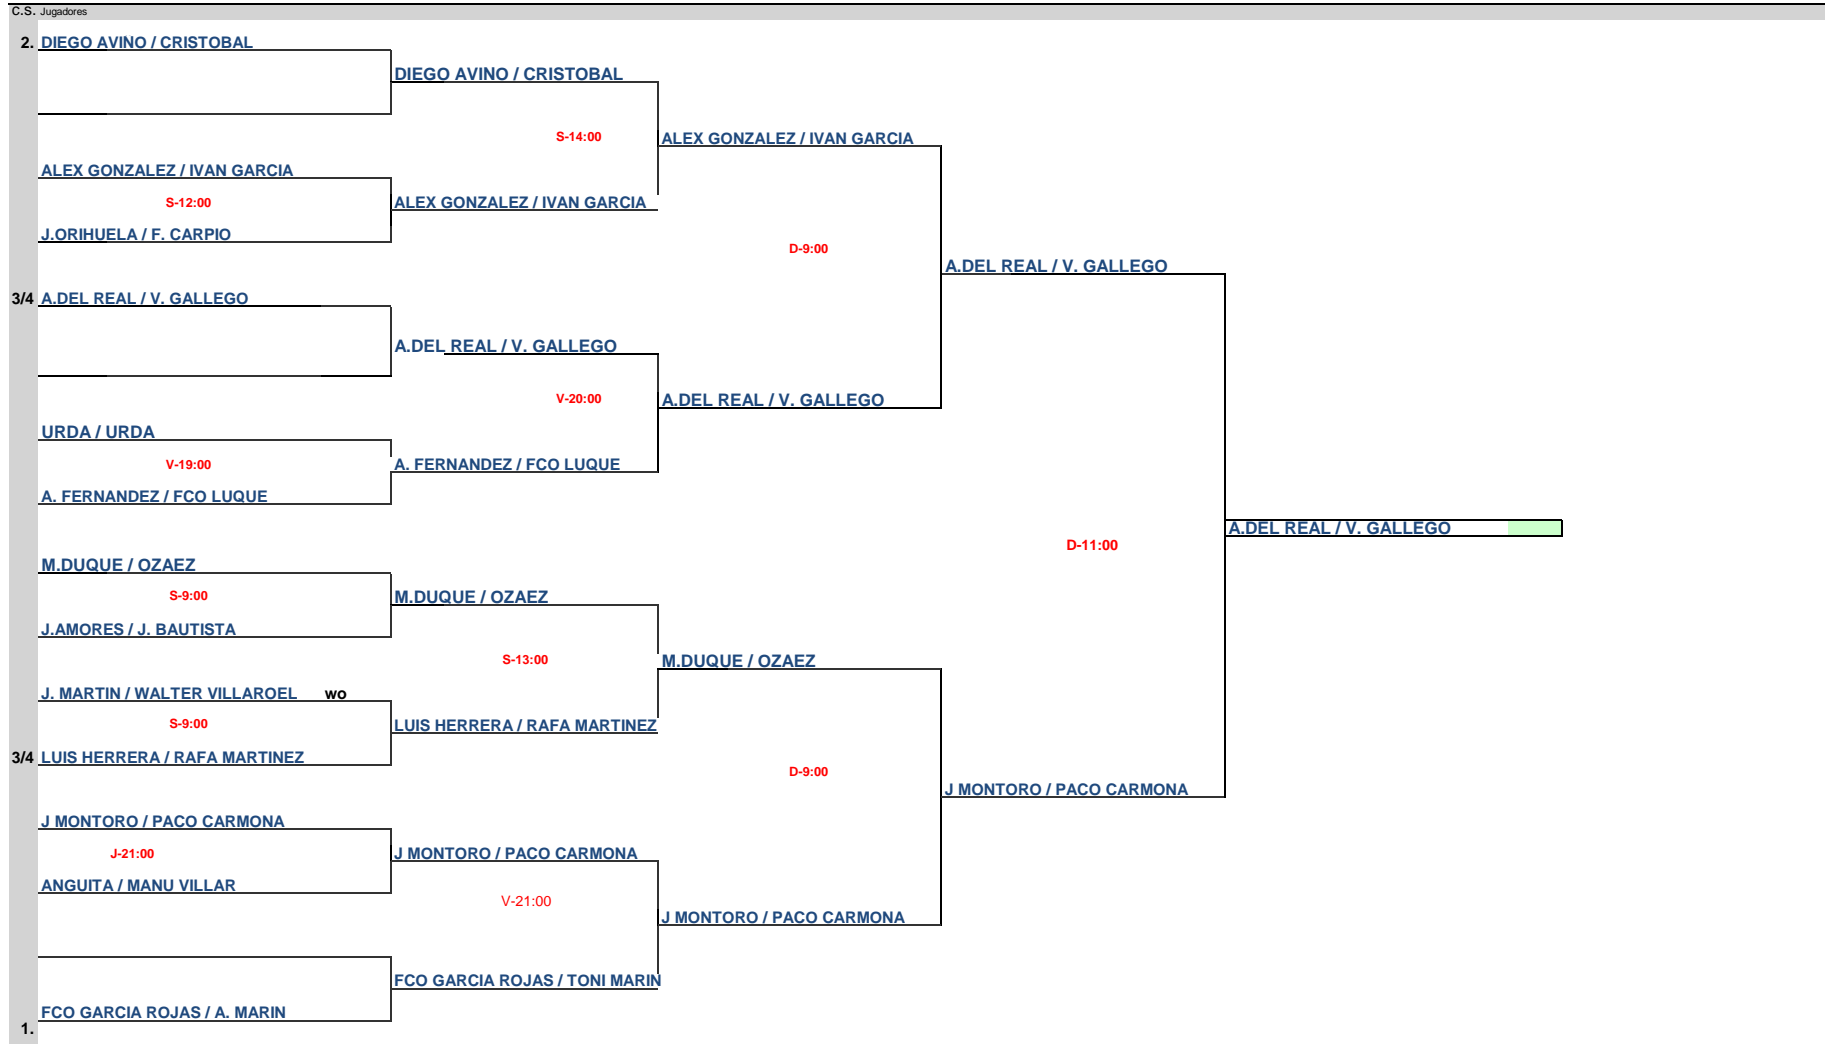 C.S. Jugadores
2. DIEGO AVINO / CRISTOBAL
DIEGO AVINO / CRISTOBAL
S-14:00
ALEX GONZALEZ / IVAN GARCIA
ALEX GONZALEZ / IVAN GARCIA
S-12:00
ALEX GONZALEZ / IVAN GARCIA
J.ORIHUELA / F. CARPIO
D-9:00
A.DEL REAL / V. GALLEGO
3/4 A.DEL REAL / V. GALLEGO
A.DEL REAL / V. GALLEGO
V-20:00
A.DEL REAL / V. GALLEGO
URDA / URDA
V-19:00
A. FERNANDEZ / FCO LUQUE
A. FERNANDEZ / FCO LUQUE
A.DEL REAL / V. GALLEGO
D-11:00
M.DUQUE / OZAEZ
S-9:00
M.DUQUE / OZAEZ
J.AMORES / J. BAUTISTA
S-13:00
M.DUQUE / OZAEZ
J. MARTIN / WALTER VILLAROEL wo
S-9:00
LUIS HERRERA / RAFA MARTINEZ
3/4 LUIS HERRERA / RAFA MARTINEZ
D-9:00
J MONTORO / PACO CARMONA
J MONTORO / PACO CARMONA
J-21:00
J MONTORO / PACO CARMONA
ANGUITA / MANU VILLAR
V-21:00
J MONTORO / PACO CARMONA
FCO GARCIA ROJAS / TONI MARIN
FCO GARCIA ROJAS / A. MARIN
1.